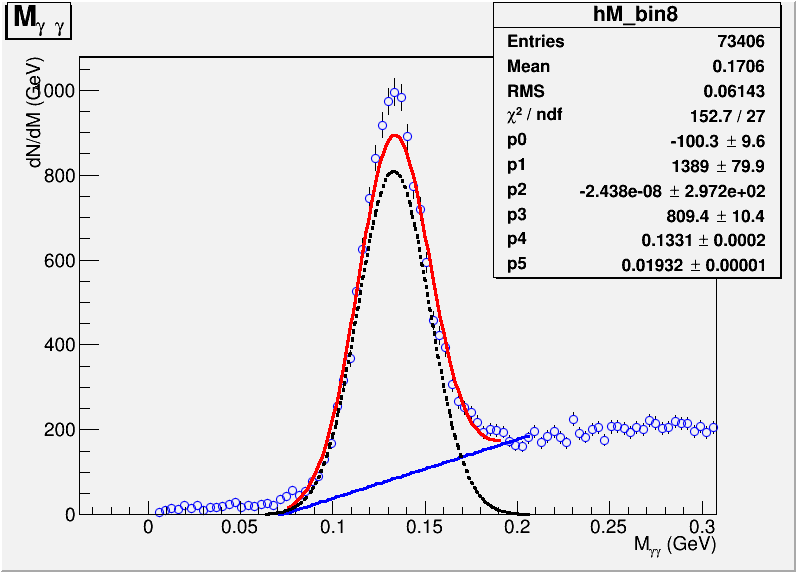 M_γ γ
hM_bin8
Entries 73406
Mean 0.1706
RMS 0.06143
χ² / ndf 152.7 / 27
p0 -100.3 ± 9.6
p1 1389 ± 79.9
p2 -2.438e-08 ± 2.972e+02
p3 809.4 ± 10.4
p4 0.1331 ± 0.0002
p5 0.01932 ± 0.00001
dN/dM (GeV)
1000
800
600
400
200
0
0 0.05 0.1 0.15 0.2 0.25 0.3
M_γγ (GeV)